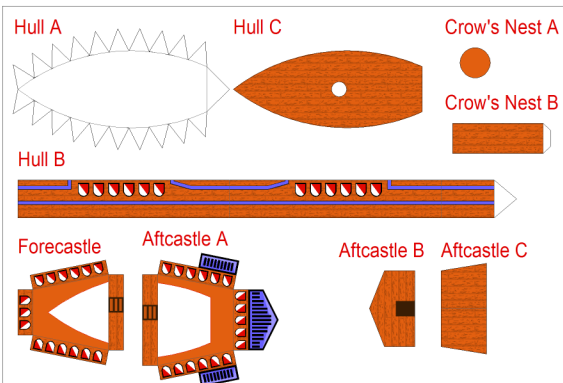 Hull A
Hull C
Crow's Nest A
Crow's Nest B
Hull B
Forecastle
Aftcastle A
Aftcastle B
Aftcastle C